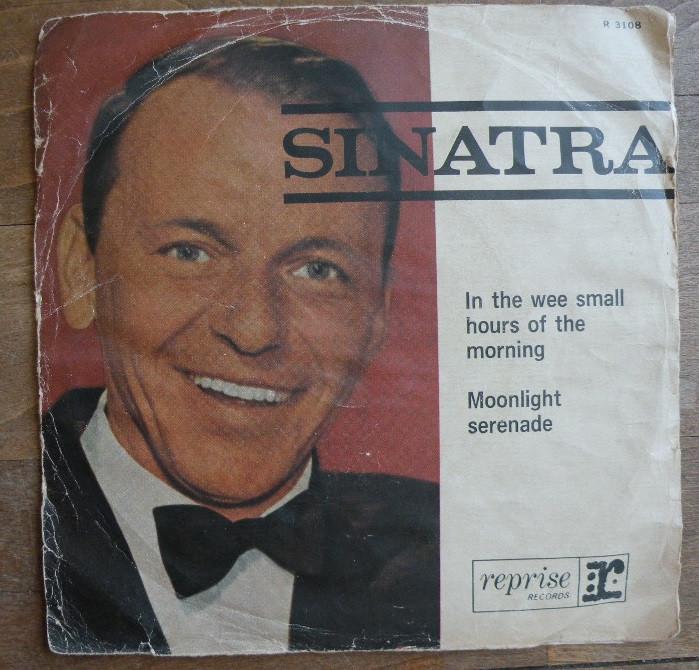 R 3108
SINATRA
In the wee small
hours of the
morning
Moonlight
serenade
reprise
RECORDS
r